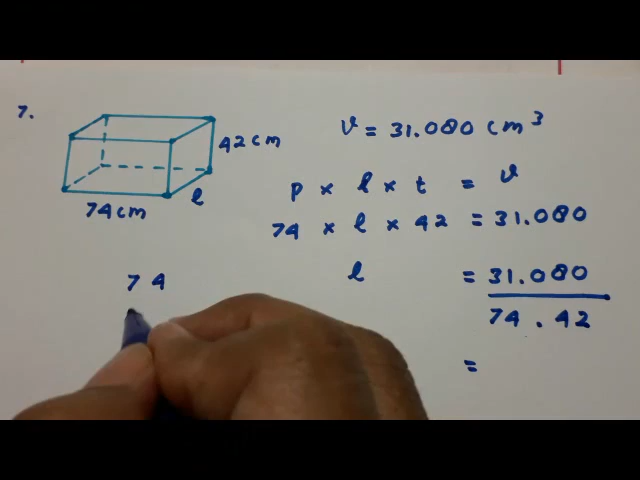 7.
42 cm
74 cm
l
V = 31.080 cm³
p × l × t = V
74 × l × 42 = 31.080
l = 31.080
74 . 42
=
74